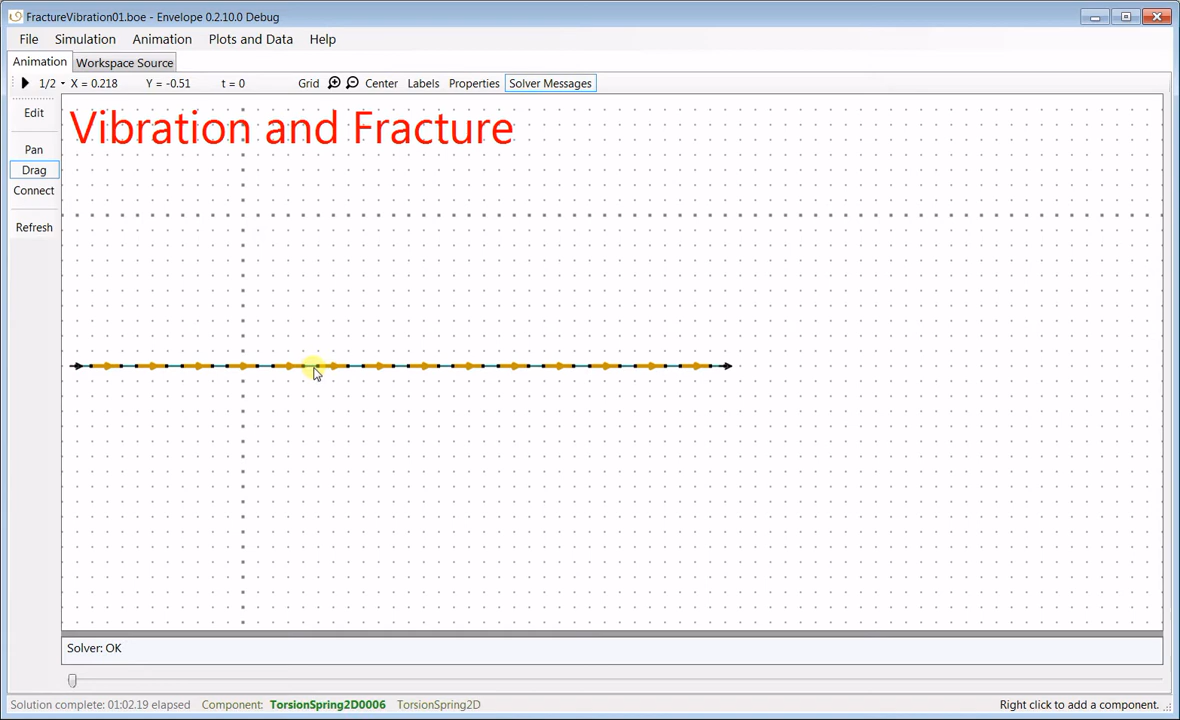 FractureVibration01.boe - Envelope 0.2.10.0 Debug
File Simulation Animation Plots and Data Help
Animation Workspace Source
1/2 X = 0.218 Y = -0.51 t = 0 Grid Center Labels Properties Solver Messages
Edit
Vibration and Fracture
Pan
Drag
Connect
Refresh
Solver: OK
Solution complete: 01:02.19 elapsed Component: TorsionSpring2D0006 TorsionSpring2D Right click to add a component.